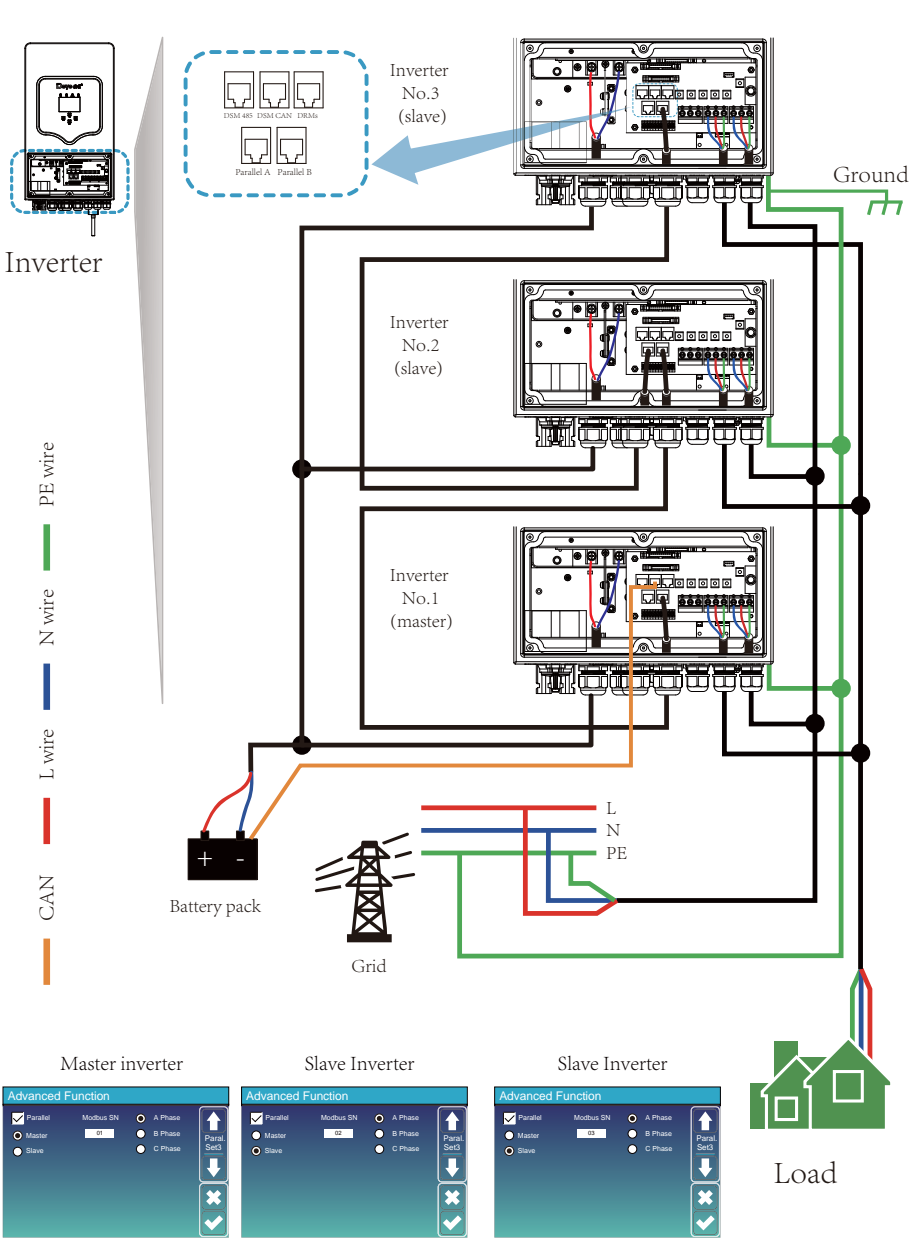 Deye
DSM 485 DSM CAN DRMs
Parallel A Parallel B
Inverter
No.3
(slave)
Ground
Inverter
Inverter
No.2
(slave)
PE wire
N wire
L wire
CAN
Inverter
No.1
(master)
L
N
PE
+ -
Battery pack
Grid
Load
Master inverter
Advanced Function
Parallel Modbus SN A Phase
Master 01 B Phase
Slave C Phase
Paral.
Set3
Slave Inverter
Advanced Function
Parallel Modbus SN A Phase
Master 02 B Phase
Slave C Phase
Paral.
Set3
Slave Inverter
Advanced Function
Parallel Modbus SN A Phase
Master 03 B Phase
Slave C Phase
Paral.
Set3